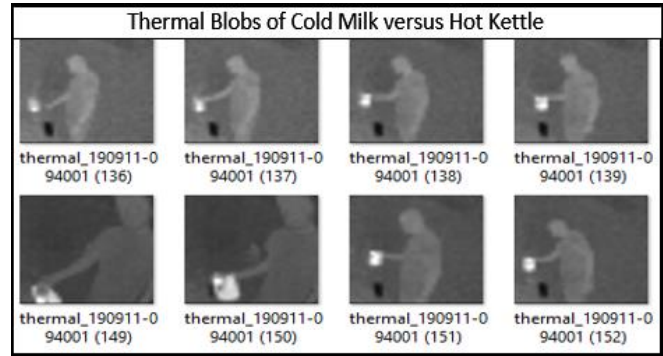 Thermal Blobs of Cold Milk versus Hot Kettle
thermal_190911-0
94001 (136)
thermal_190911-0
94001 (137)
thermal_190911-0
94001 (138)
thermal_190911-0
94001 (139)
thermal_190911-0
94001 (149)
thermal_190911-0
94001 (150)
thermal_190911-0
94001 (151)
thermal_190911-0
94001 (152)